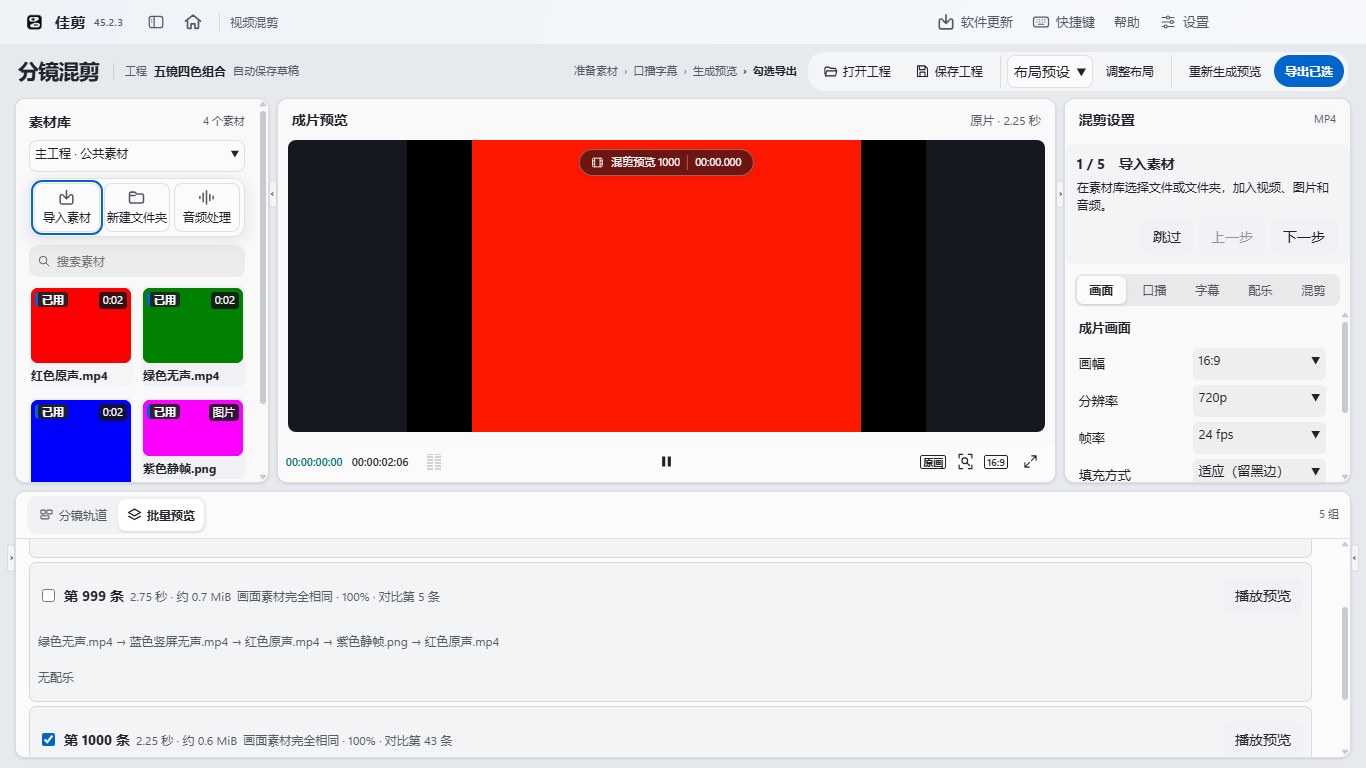 佳剪 45.2.3 视频混剪 软件更新 快捷键 帮助 设置
分镜混剪 工程 五镜四色组合 自动保存草稿 准备素材 › 口播字幕 › 生成预览 › 勾选导出 打开工程 保存工程 布局预设 ▼ 调整布局 重新生成预览 导出已选
素材库 4 个素材
主工程 · 公共素材 ▼
导入素材 新建文件夹 音频处理
搜索素材
已用 0:02 已用 0:02
红色原声.mp4 绿色无声.mp4
已用 0:02 已用 图片
紫色静帧.png
成片预览 原片 · 2.25 秒
混剪预览 1000 00:00.000
00:00:00:00 00:00:02:06 原画 16:9
混剪设置 MP4
1 / 5 导入素材
在素材库选择文件或文件夹，加入视频、图片和
音频。
跳过 上一步 下一步
画面 口播 字幕 配乐 混剪
成片画面
画幅 16:9 ▼
分辨率 720p ▼
帧率 24 fps ▼
填充方式 适应（留黑边） ▼
分镜轨道 批量预览 5 组
第 999 条 2.75 秒 · 约 0.7 MiB 画面素材完全相同 · 100% · 对比第 5 条 播放预览
绿色无声.mp4 → 蓝色竖屏无声.mp4 → 红色原声.mp4 → 紫色静帧.png → 红色原声.mp4
无配乐
第 1000 条 2.25 秒 · 约 0.6 MiB 画面素材完全相同 · 100% · 对比第 43 条 播放预览